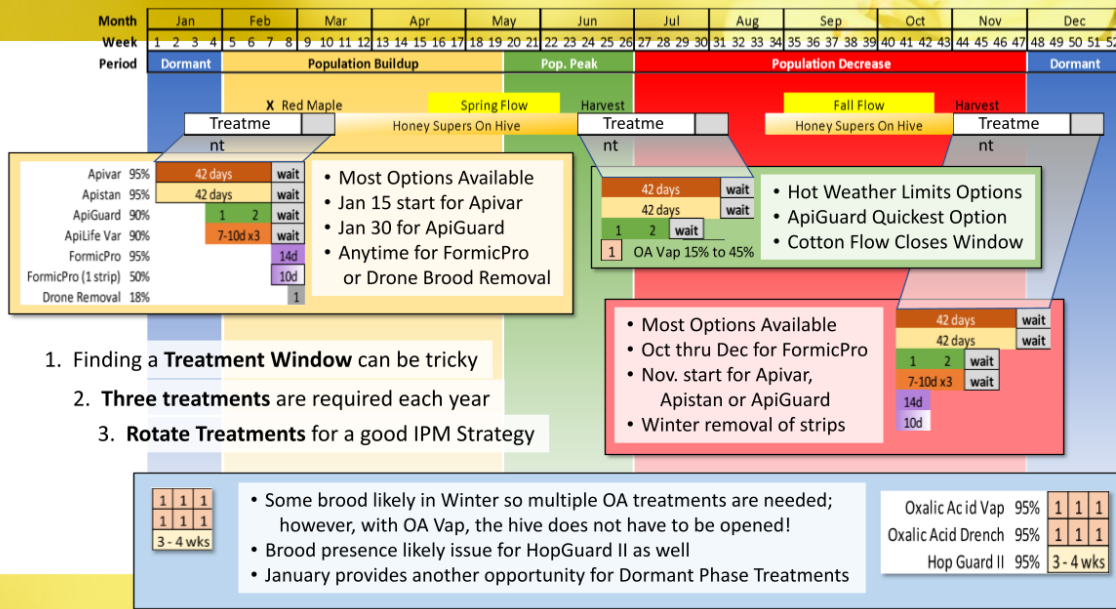 Month Jan Feb Mar Apr May Jun Jul Aug Sep Oct Nov Dec
Week 1 2 3 4 5 6 7 8 9 10 11 12 13 14 15 16 17 18 19 20 21 22 23 24 25 26 27 28 29 30 31 32 33 34 35 36 37 38 39 40 41 42 43 44 45 46 47 48 49 50 51 52
Period Dormant Population Buildup Pop. Peak Population Decrease Dormant
X Red Maple Spring Flow Harvest Fall Flow Harvest
Treatme Honey Supers On Hive Treatme Honey Supers On Hive Treatme
nt nt nt
Apivar 95% 42 days wait
Apistan 95% 42 days wait
ApiGuard 90% 1 2 wait
ApiLife Var 90% 7-10d x3 wait
FormicPro 95% 14d
FormicPro (1 strip) 50% 10d
Drone Removal 18% 1
• Most Options Available
• Jan 15 start for Apivar
• Jan 30 for ApiGuard
• Anytime for FormicPro
or Drone Brood Removal
42 days wait
42 days wait
1 2 wait
1 OA Vap 15% to 45%
• Hot Weather Limits Options
• ApiGuard Quickest Option
• Cotton Flow Closes Window
• Most Options Available
• Oct thru Dec for FormicPro
• Nov. start for Apivar,
Apistan or ApiGuard
• Winter removal of strips
42 days wait
42 days wait
1 2 wait
7-10d x3 wait
14d
10d
1. Finding a Treatment Window can be tricky
2. Three treatments are required each year
3. Rotate Treatments for a good IPM Strategy
1 1 1
1 1 1
3 - 4 wks
• Some brood likely in Winter so multiple OA treatments are needed;
however, with OA Vap, the hive does not have to be opened!
• Brood presence likely issue for HopGuard II as well
• January provides another opportunity for Dormant Phase Treatments
Oxalic Ac id Vap 95% 1 1 1
Oxalic Acid Drench 95% 1 1 1
Hop Guard II 95% 3 - 4 wks